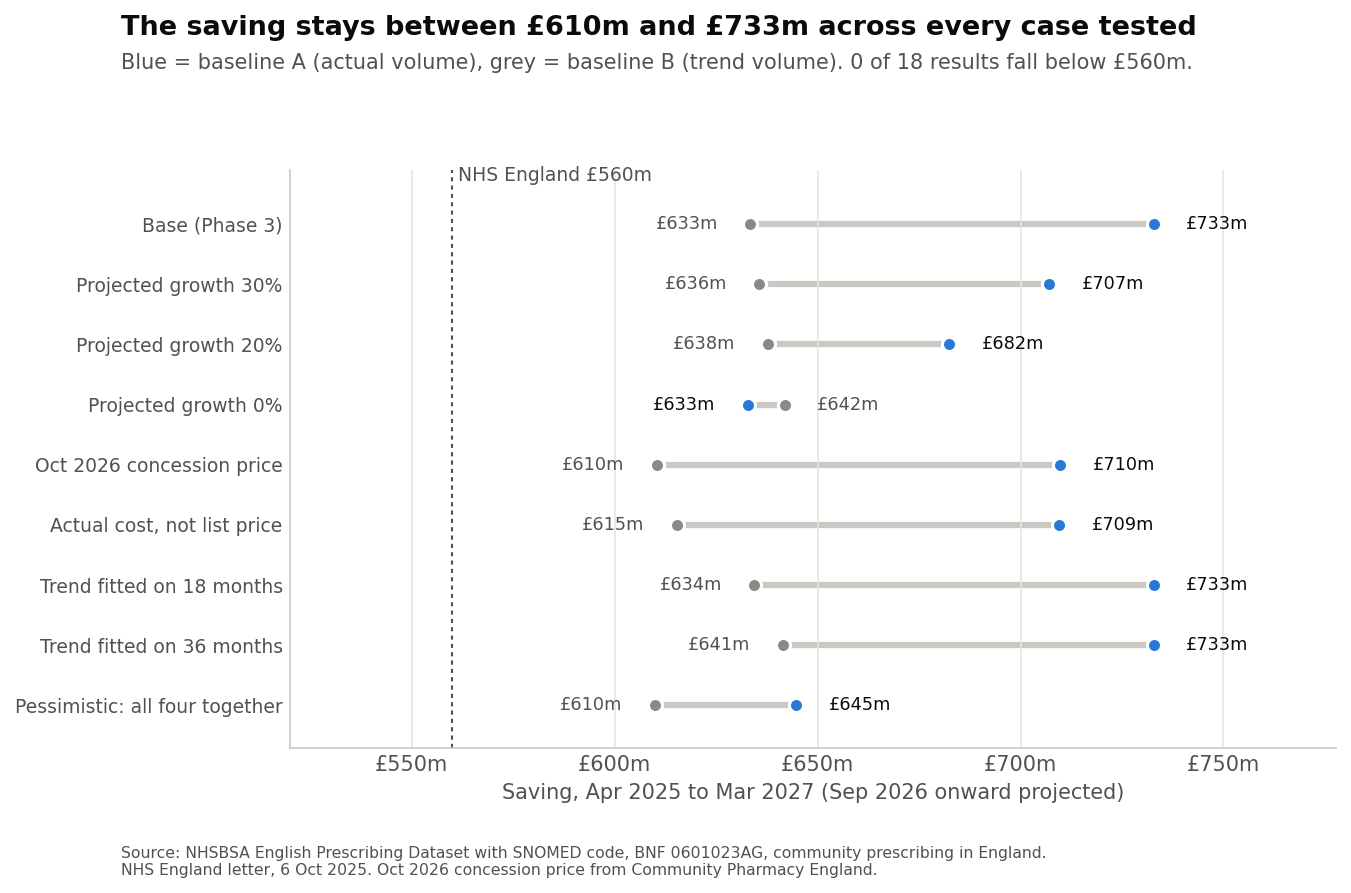 The saving stays between £610m and £733m across every case tested
Blue = baseline A (actual volume), grey = baseline B (trend volume). 0 of 18 results fall below £560m.
NHS England £560m
Base (Phase 3) £633m £733m
Projected growth 30% £636m £707m
Projected growth 20% £638m £682m
Projected growth 0% £633m £642m
Oct 2026 concession price £610m £710m
Actual cost, not list price £615m £709m
Trend fitted on 18 months £634m £733m
Trend fitted on 36 months £641m £733m
Pessimistic: all four together £610m £645m
£550m £600m £650m £700m £750m
Saving, Apr 2025 to Mar 2027 (Sep 2026 onward projected)
Source: NHSBSA English Prescribing Dataset with SNOMED code, BNF 0601023AG, community prescribing in England.
NHS England letter, 6 Oct 2025. Oct 2026 concession price from Community Pharmacy England.